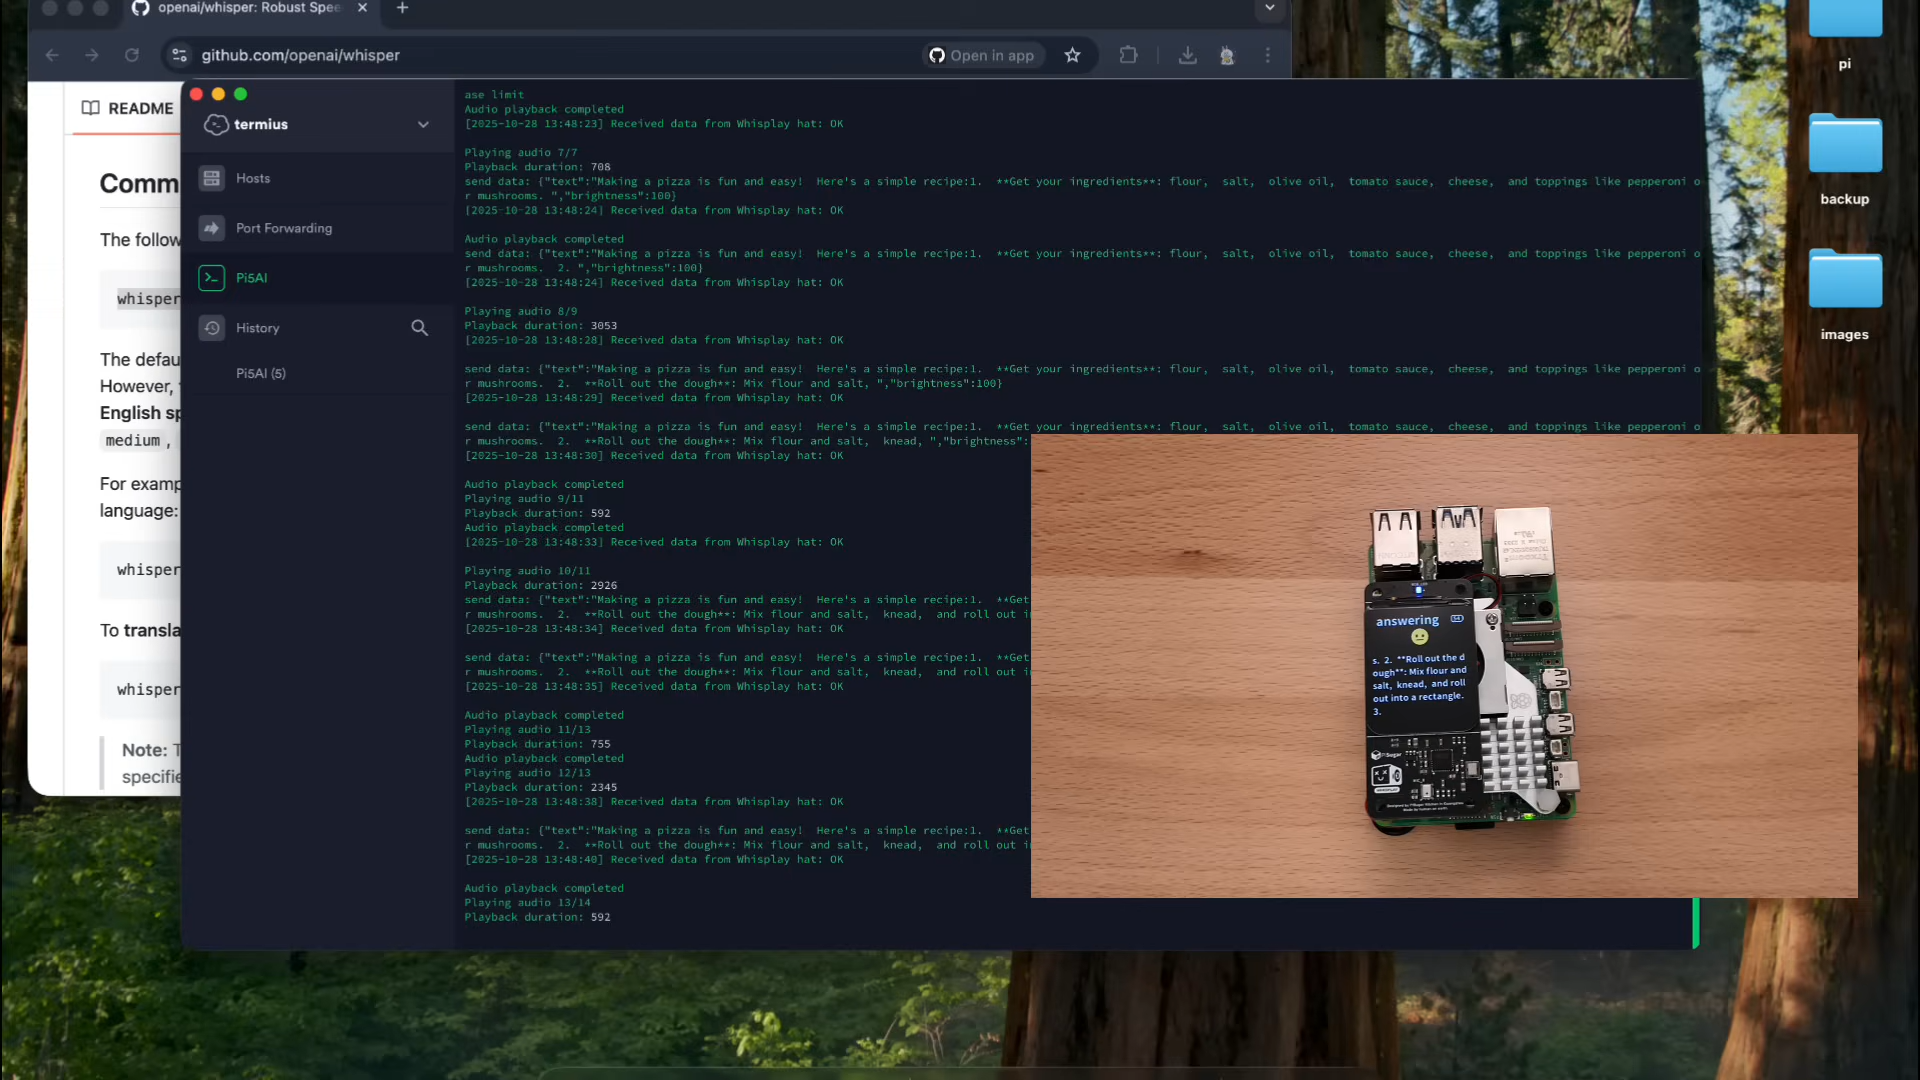 openai/whisper: Robust Spee
github.com/openai/whisper
Open in app
README
Comm
The follow
whisper
The defau
However,
English sp
medium ,
For examp
language:
whisper
To transla
whisper
Note:
specifie
termius
Hosts
Port Forwarding
Pi5AI
History
Pi5AI (5)
ase limit
Audio playback completed
[2025-10-28 13:48:23] Received data from Whisplay hat: OK
Playing audio 7/7
Playback duration: 708
send data: {"text":"Making a pizza is fun and easy!  Here's a simple recipe:1.  **Get your ingredients**: flour,  salt,  olive oil,  tomato sauce,  cheese,  and toppings like pepperoni o
r mushrooms. ","brightness":100}
[2025-10-28 13:48:24] Received data from Whisplay hat: OK
Audio playback completed
send data: {"text":"Making a pizza is fun and easy!  Here's a simple recipe:1.  **Get your ingredients**: flour,  salt,  olive oil,  tomato sauce,  cheese,  and toppings like pepperoni o
r mushrooms.  2. ","brightness":100}
[2025-10-28 13:48:24] Received data from Whisplay hat: OK
Playing audio 8/9
Playback duration: 3053
[2025-10-28 13:48:28] Received data from Whisplay hat: OK
send data: {"text":"Making a pizza is fun and easy!  Here's a simple recipe:1.  **Get your ingredients**: flour,  salt,  olive oil,  tomato sauce,  cheese,  and toppings like pepperoni o
r mushrooms.  2.  **Roll out the dough**: Mix flour and salt, ","brightness":100}
[2025-10-28 13:48:29] Received data from Whisplay hat: OK
send data: {"text":"Making a pizza is fun and easy!  Here's a simple recipe:1.  **Get your ingredients**: flour,  salt,  olive oil,  tomato sauce,  cheese,  and toppings like pepperoni o
r mushrooms.  2.  **Roll out the dough**: Mix flour and salt,  knead, ","brightness":
[2025-10-28 13:48:30] Received data from Whisplay hat: OK
Audio playback completed
Playing audio 9/11
Playback duration: 592
Audio playback completed
[2025-10-28 13:48:33] Received data from Whisplay hat: OK
Playing audio 10/11
Playback duration: 2926
send data: {"text":"Making a pizza is fun and easy!  Here's a simple recipe:1.  **Get
r mushrooms.  2.  **Roll out the dough**: Mix flour and salt,  knead,  and roll out i
[2025-10-28 13:48:34] Received data from Whisplay hat: OK
send data: {"text":"Making a pizza is fun and easy!  Here's a simple recipe:1.  **Get
r mushrooms.  2.  **Roll out the dough**: Mix flour and salt,  knead,  and roll out i
[2025-10-28 13:48:35] Received data from Whisplay hat: OK
Audio playback completed
Playing audio 11/13
Playback duration: 755
Audio playback completed
Playing audio 12/13
Playback duration: 2345
[2025-10-28 13:48:38] Received data from Whisplay hat: OK
send data: {"text":"Making a pizza is fun and easy!  Here's a simple recipe:1.  **Get
r mushrooms.  2.  **Roll out the dough**: Mix flour and salt,  knead,  and roll out i
[2025-10-28 13:48:40] Received data from Whisplay hat: OK
Audio playback completed
Playing audio 13/14
Playback duration: 592
answering
s. 2. **Roll out the d
ough**: Mix flour and
salt, knead, and roll
out into a rectangle.
3.
PiSugar
pi
backup
images